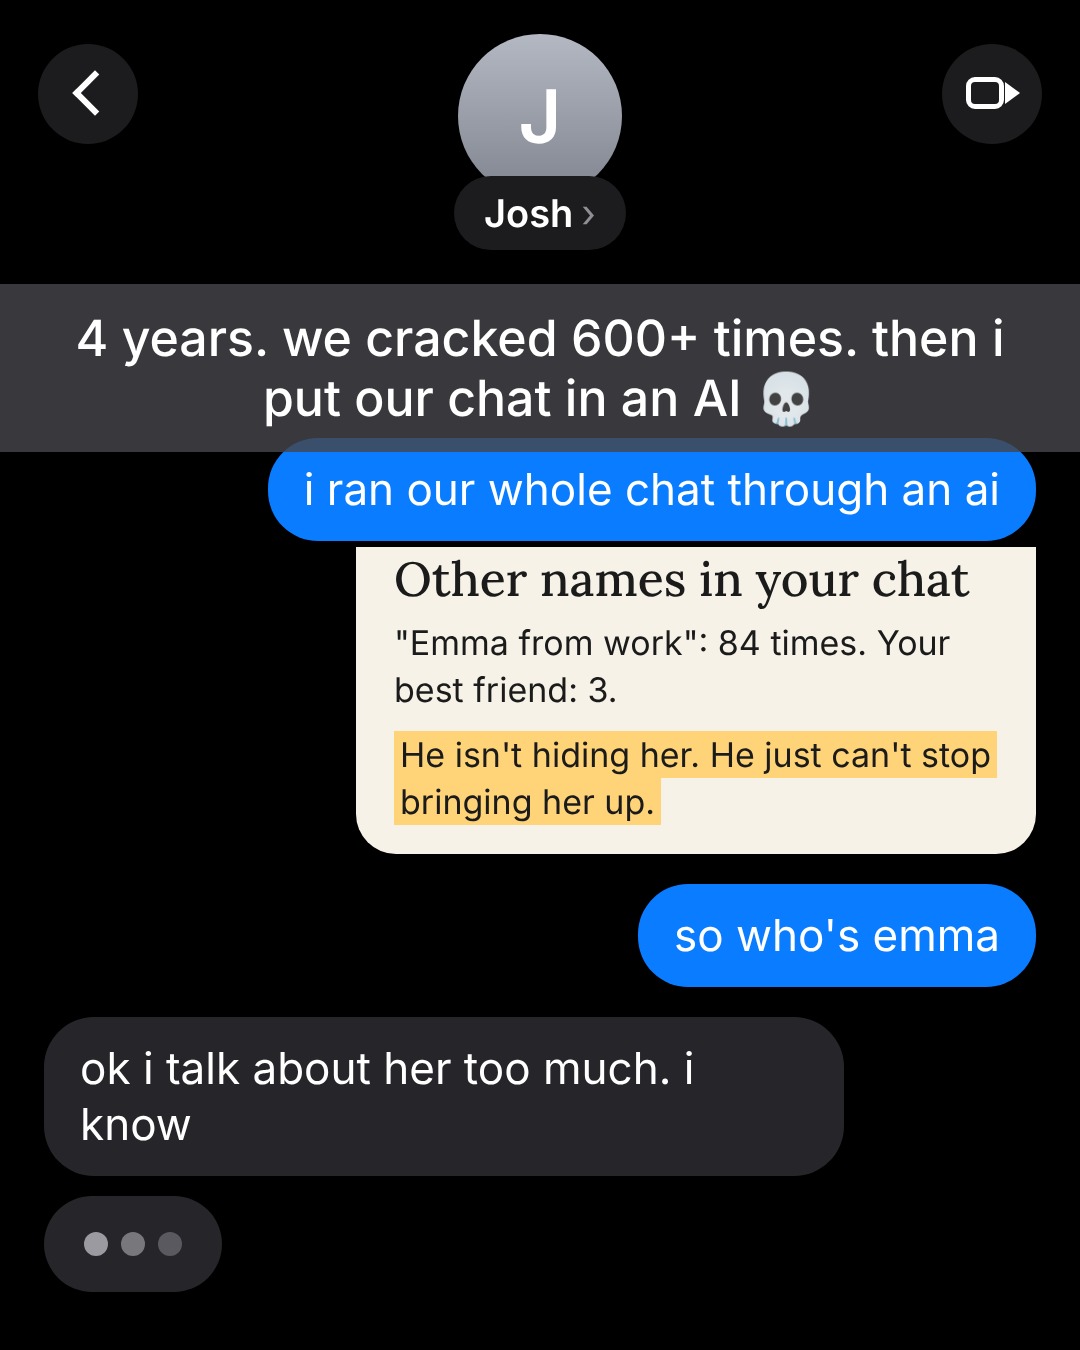 J
Josh ›
4 years. we cracked 600+ times. then i
put our chat in an AI 💀
i ran our whole chat through an ai
Other names in your chat
"Emma from work": 84 times. Your
best friend: 3.
He isn't hiding her. He just can't stop
bringing her up.
so who's emma
ok i talk about her too much. i
know